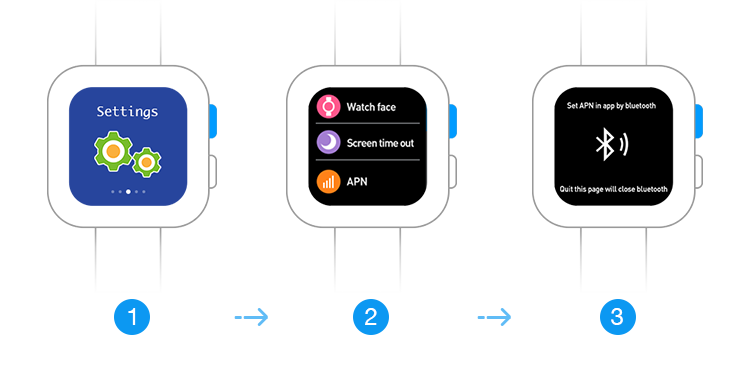 Settings
Watch face
Screen time out
APN
Set APN in app by bluetooth
Quit this page will close bluetooth
1
2
3